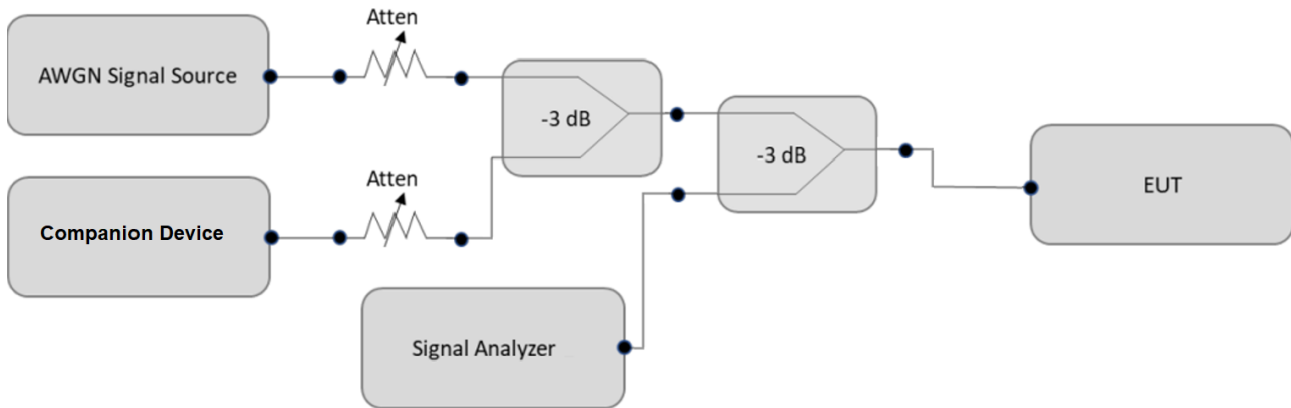 Atten
AWGN Signal Source
-3 dB
-3 dB
Atten
EUT
Companion Device
Signal Analyzer